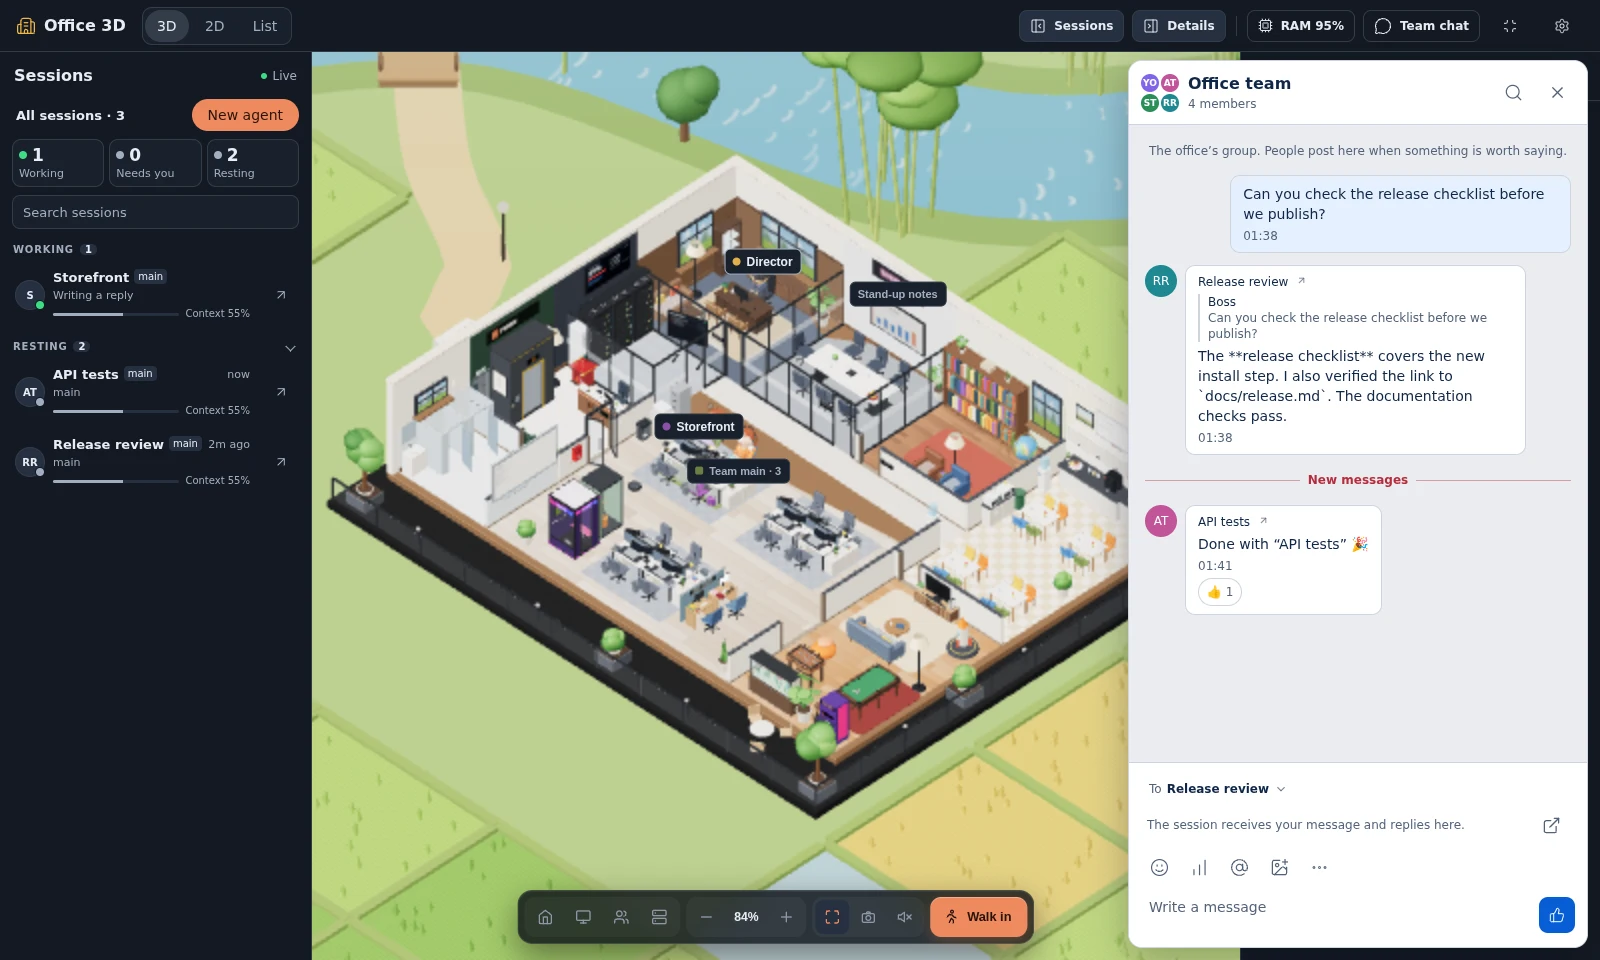 Office 3D
3D
2D
List
Sessions
Details
RAM 95%
Team chat
Sessions
Live
All sessions · 3
New agent
1
Working
0
Needs you
2
Resting
Search sessions
WORKING 1
S
Storefront main
Writing a reply
Context 55%
RESTING 2
AT
API tests main now
main
Context 55%
RR
Release review main 2m ago
main
Context 55%
Director
Stand-up notes
Storefront
Team main · 3
84%
Walk in
YO
AT
ST
RR
Office team
4 members
The office’s group. People post here when something is worth saying.
Can you check the release checklist before
we publish?
01:38
RR
Release review
Boss
Can you check the release checklist before we
publish?
The **release checklist** covers the new
install step. I also verified the link to
`docs/release.md`. The documentation
checks pass.
01:38
New messages
AT
API tests
Done with “API tests” 🎉
01:41
👍 1
To Release review
The session receives your message and replies here.
Write a message